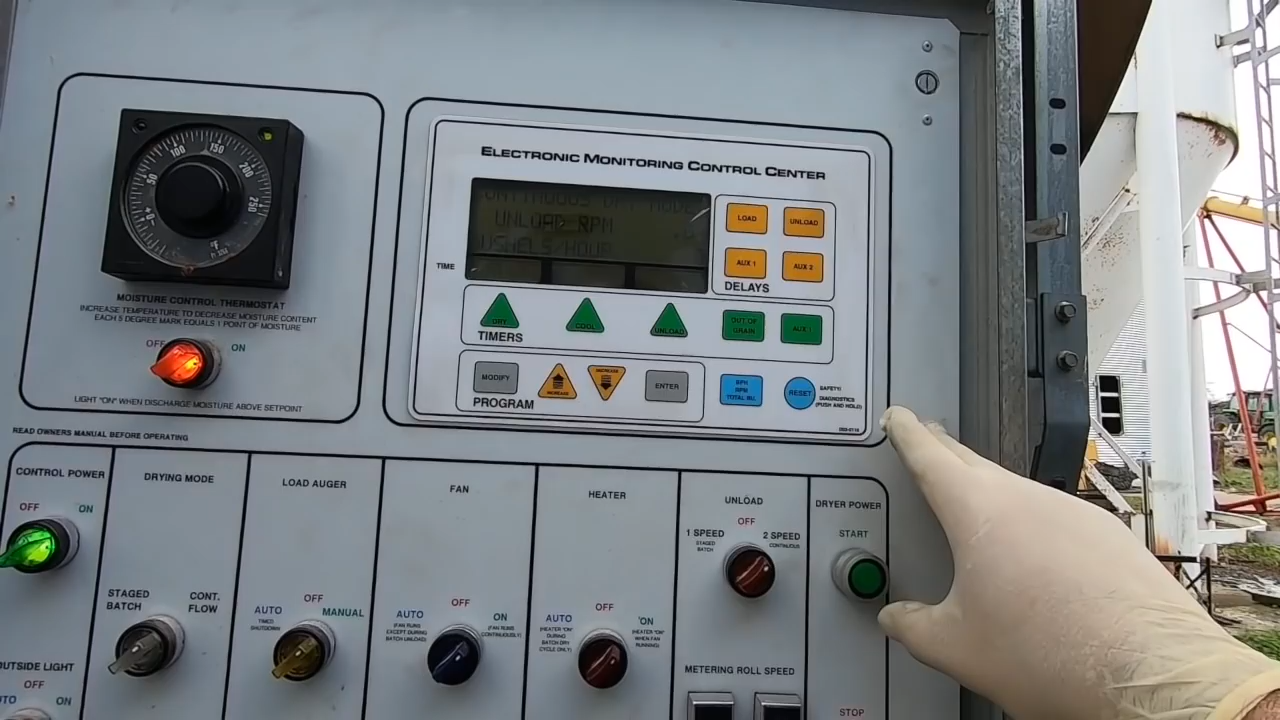 50
100
150
200
250
°F
MOISTURE CONTROL THERMOSTAT
INCREASE TEMPERATURE TO DECREASE MOISTURE CONTENT
EACH 5 DEGREE MARK EQUALS 1 POINT OF MOISTURE
OFF
ON
LIGHT "ON" WHEN DISCHARGE MOISTURE ABOVE SETPOINT
READ OWNERS MANUAL BEFORE OPERATING
ELECTRONIC MONITORING CONTROL CENTER
UNLOAD RPM
TIME
LOAD
UNLOAD
AUX 1
AUX 2
DELAYS
DRY
COOL
UNLOAD
OUT OF
GRAIN
AUX 1
TIMERS
MODIFY
INCREASE
DECREASE
ENTER
PROGRAM
BPH
RPM
TOTAL BU.
RESET
SAFETY/
DIAGNOSTICS
(PUSH AND HOLD)
CONTROL POWER
OFF
ON
OUTSIDE LIGHT
OFF
ON
DRYING MODE
STAGED
BATCH
CONT.
FLOW
LOAD AUGER
AUTO
TIMED
SHUTDOWN
OFF
MANUAL
FAN
AUTO
(FAN RUNS
EXCEPT DURING
BATCH UNLOAD)
OFF
ON
(FAN RUNS
CONTINUOUSLY)
HEATER
AUTO
(HEATER "ON"
DURING
BATCH DRY
CYCLE ONLY)
OFF
ON
(HEATER "ON"
WHEN FAN
RUNNING)
UNLOAD
OFF
1 SPEED
STAGED
BATCH
2 SPEED
CONTINUOUS
METERING ROLL SPEED
DRYER POWER
START
STOP